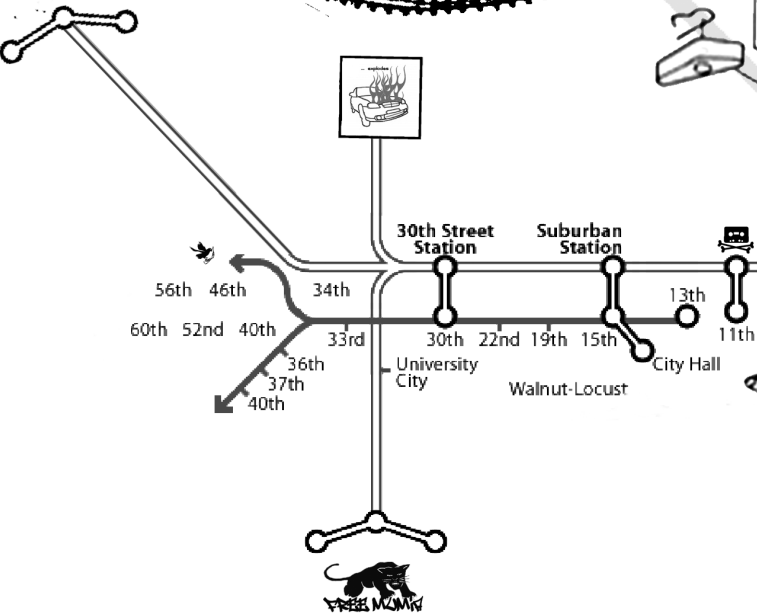 explosion
30th Street
Station
Suburban
Station
56th 46th
34th
13th
60th 52nd 40th
33rd
30th
22nd
19th
15th
11th
36th
37th
40th
University
City
City Hall
Walnut-Locust
FREE MUMIA